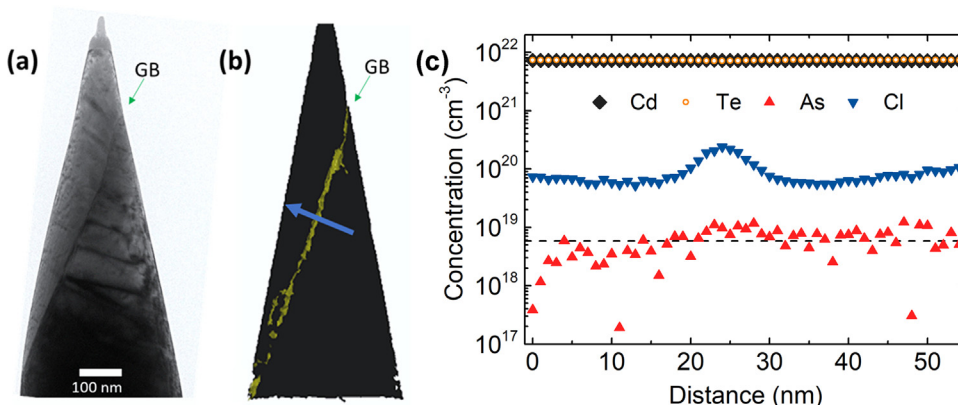 (a)
GB
100 nm
(b)
GB
(c)
Concentration (cm⁻³)
10²²
10²¹
10²⁰
10¹⁹
10¹⁸
10¹⁷
Cd Te As Cl
0 10 20 30 40 50
Distance (nm)